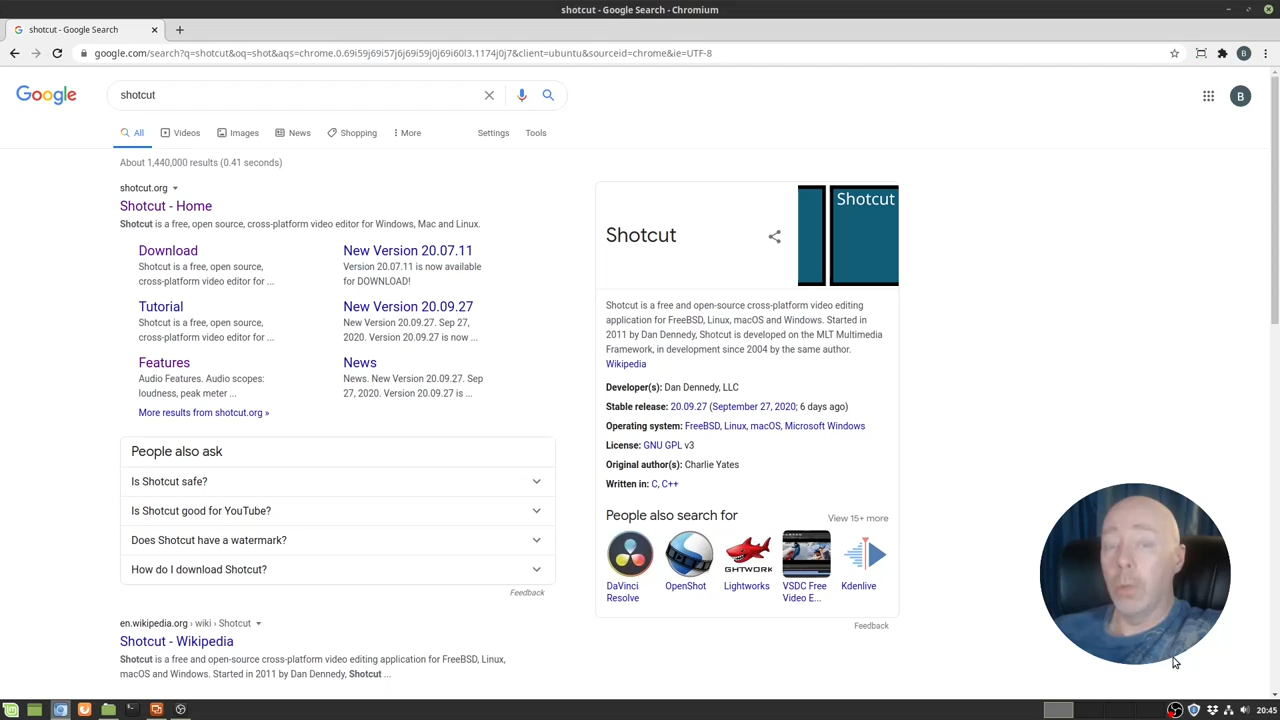 shotcut - Google Search - Chromium
shotcut - Google Search
google.com/search?q=shotcut&oq=shot&aqs=chrome.0.69i59j69i57j6j69i59j0j69i60l3.1174j0j7&client=ubuntu&sourceid=chrome&ie=UTF-8
B
Google
shotcut
B
All
Videos
Images
News
Shopping
More
Settings
Tools
About 1,440,000 results (0.41 seconds)
shotcut.org
Shotcut - Home
Shotcut is a free, open source, cross-platform video editor for Windows, Mac and Linux.
Download
Shotcut is a free, open source,
cross-platform video editor for ...
New Version 20.07.11
Version 20.07.11 is now available
for DOWNLOAD!
Tutorial
Shotcut is a free, open source,
cross-platform video editor for ...
New Version 20.09.27
New Version 20.09.27. Sep 27,
2020. Version 20.09.27 is now ...
Features
Audio Features. Audio scopes:
loudness, peak meter ...
News
News. New Version 20.09.27. Sep
27, 2020. Version 20.09.27 is ...
More results from shotcut.org »
People also ask
Is Shotcut safe?
Is Shotcut good for YouTube?
Does Shotcut have a watermark?
How do I download Shotcut?
Feedback
en.wikipedia.org › wiki › Shotcut
Shotcut - Wikipedia
Shotcut is a free and open-source cross-platform video editing application for FreeBSD, Linux,
macOS and Windows. Started in 2011 by Dan Dennedy, Shotcut ...
Shotcut
Shotcut
Shotcut is a free and open-source cross-platform video editing
application for FreeBSD, Linux, macOS and Windows. Started in
2011 by Dan Dennedy, Shotcut is developed on the MLT Multimedia
Framework, in development since 2004 by the same author.
Wikipedia
Developer(s): Dan Dennedy, LLC
Stable release: 20.09.27 (September 27, 2020; 6 days ago)
Operating system: FreeBSD, Linux, macOS, Microsoft Windows
License: GNU GPL v3
Original author(s): Charlie Yates
Written in: C, C++
People also search for
View 15+ more
GHTWORK
DaVinci
Resolve
OpenShot
Lightworks
VSDC Free
Video E...
Kdenlive
Feedback
20:45